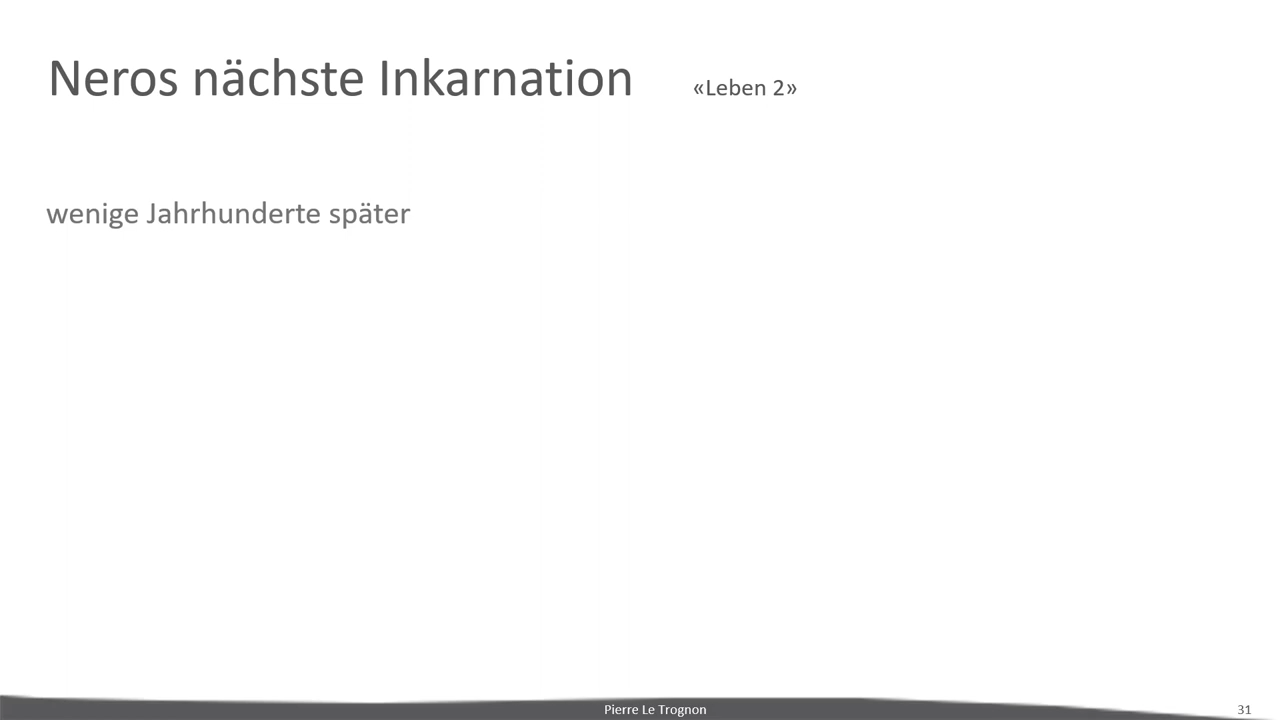 Neros nächste Inkarnation «Leben 2»
wenige Jahrhunderte später
Pierre Le Trognon 31